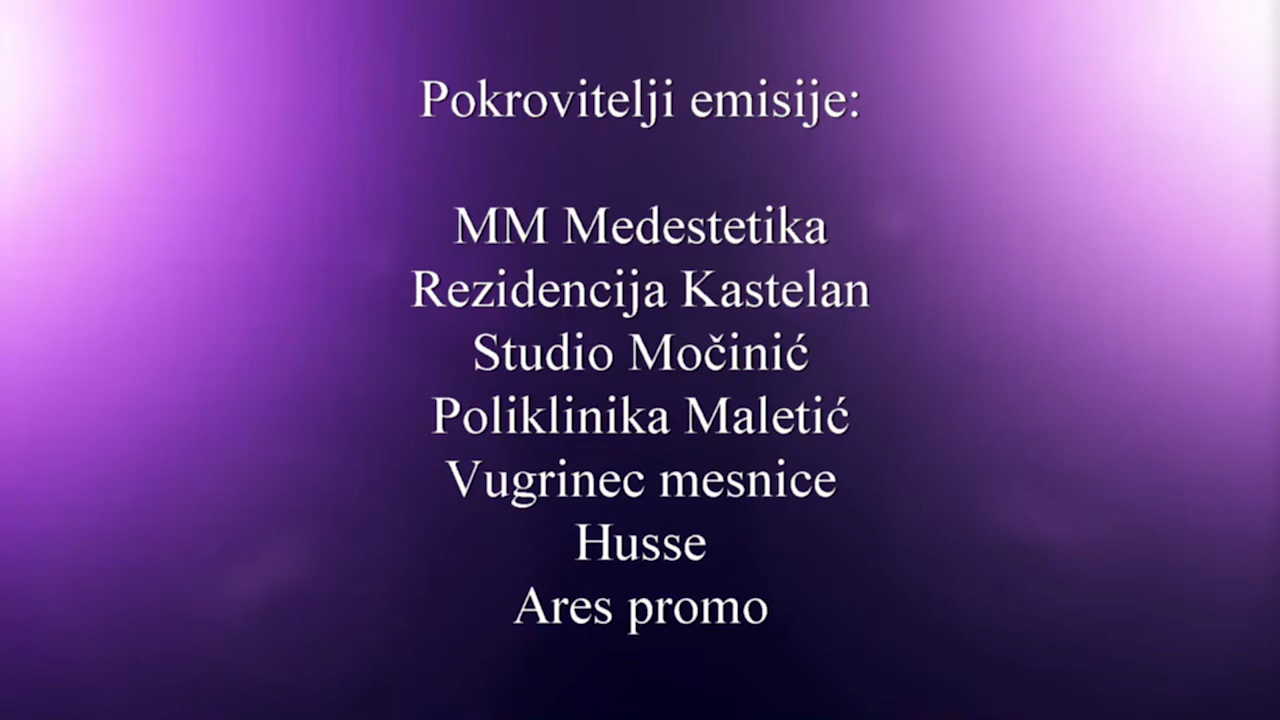 Pokrovitelji emisije:
MM Medestetika
Rezidencija Kastelan
Studio Močinić
Poliklinika Maletić
Vugrinec mesnice
Husse
Ares promo